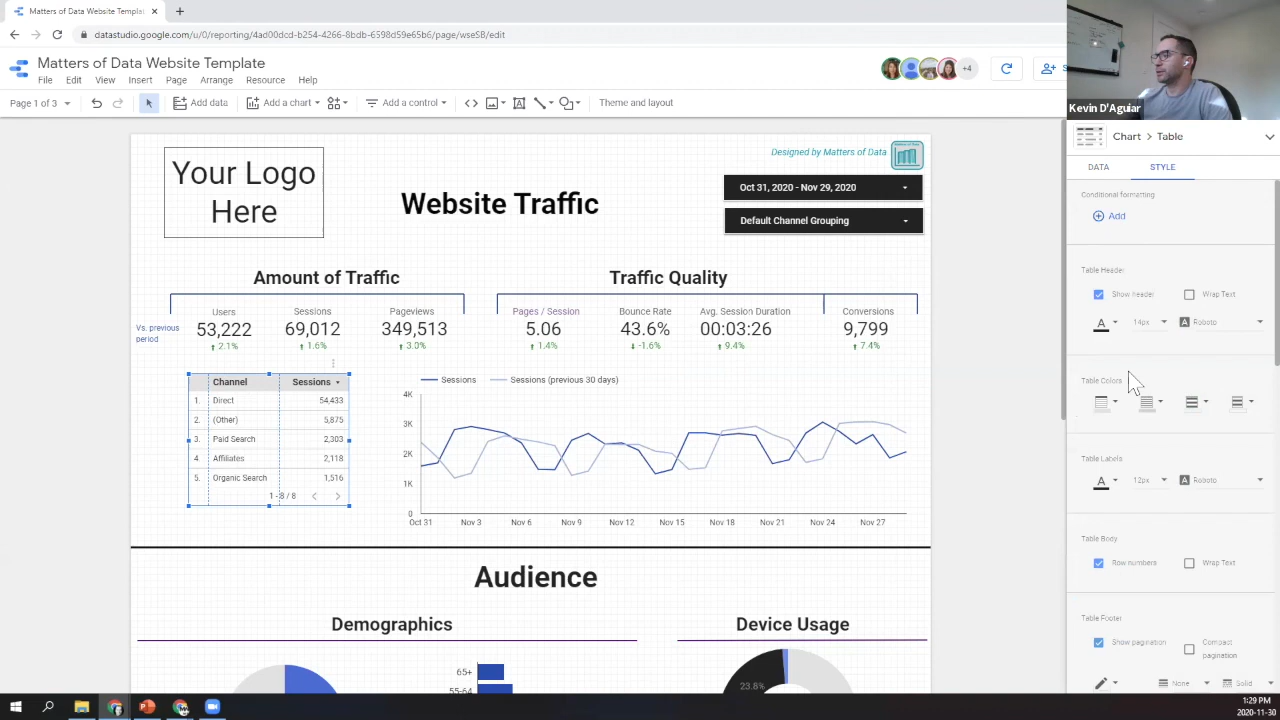 Matters of Data Website Templat
datastudio.google.com/u/0/reporting/4ad00dcd-b254-4266-8bdb-6598d59e65b6/page/wseSB/edit
Matters of Data Website Template
File Edit View Insert Page Arrange Resource Help
+4
Page 1 of 3
Add data
Add a chart
Add a control
Theme and layout
Kevin D'Aguiar
Chart > Table
DATA STYLE
Conditional formatting
Add
Table Header
Show header Wrap Text
A 14px Roboto
Table Colors
Table Labels
A 12px Roboto
Table Body
Row numbers Wrap Text
Table Footer
Show pagination Compact pagination
None Solid
Your Logo
Here
Website Traffic
Designed by Matters of Data
Oct 31, 2020 - Nov 29, 2020
Default Channel Grouping
Amount of Traffic
Traffic Quality
Vs. previous
period
Users Sessions Pageviews Pages / Session Bounce Rate Avg. Session Duration Conversions
53,222 69,012 349,513 5.06 43.6% 00:03:26 9,799
2.1% 1.6% 3.0% 1.4% -1.6% 9.4% 7.4%
Channel Sessions
1. Direct 54,433
2. (Other) 5,875
3. Paid Search 2,303
4. Affiliates 2,118
5. Organic Search 1,516
1 - 8 / 8
Sessions Sessions (previous 30 days)
4K
3K
2K
1K
0
Oct 31 Nov 3 Nov 6 Nov 9 Nov 12 Nov 15 Nov 18 Nov 21 Nov 24 Nov 27
Audience
Demographics
Device Usage
65+
55-64
23.8%
1:29 PM
2020-11-30